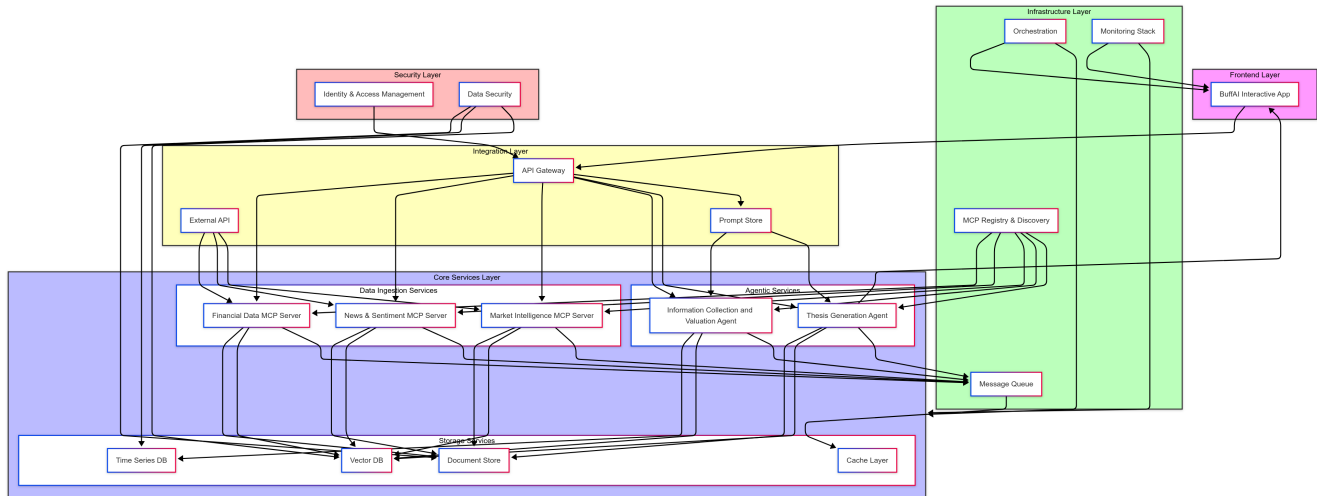 Infrastructure Layer
Orchestration
Monitoring Stack
Security Layer
Frontend Layer
Identity & Access Management
Data Security
BuffAI Interactive App
Integration Layer
API Gateway
External API
Prompt Store
MCP Registry & Discovery
Core Services Layer
Data Ingestion Services
Agentic Services
Financial Data MCP Server
News & Sentiment MCP Server
Market Intelligence MCP Server
Information Collection and
Valuation Agent
Thesis Generation Agent
Message Queue
Storage Services
Time Series DB
Vector DB
Document Store
Cache Layer